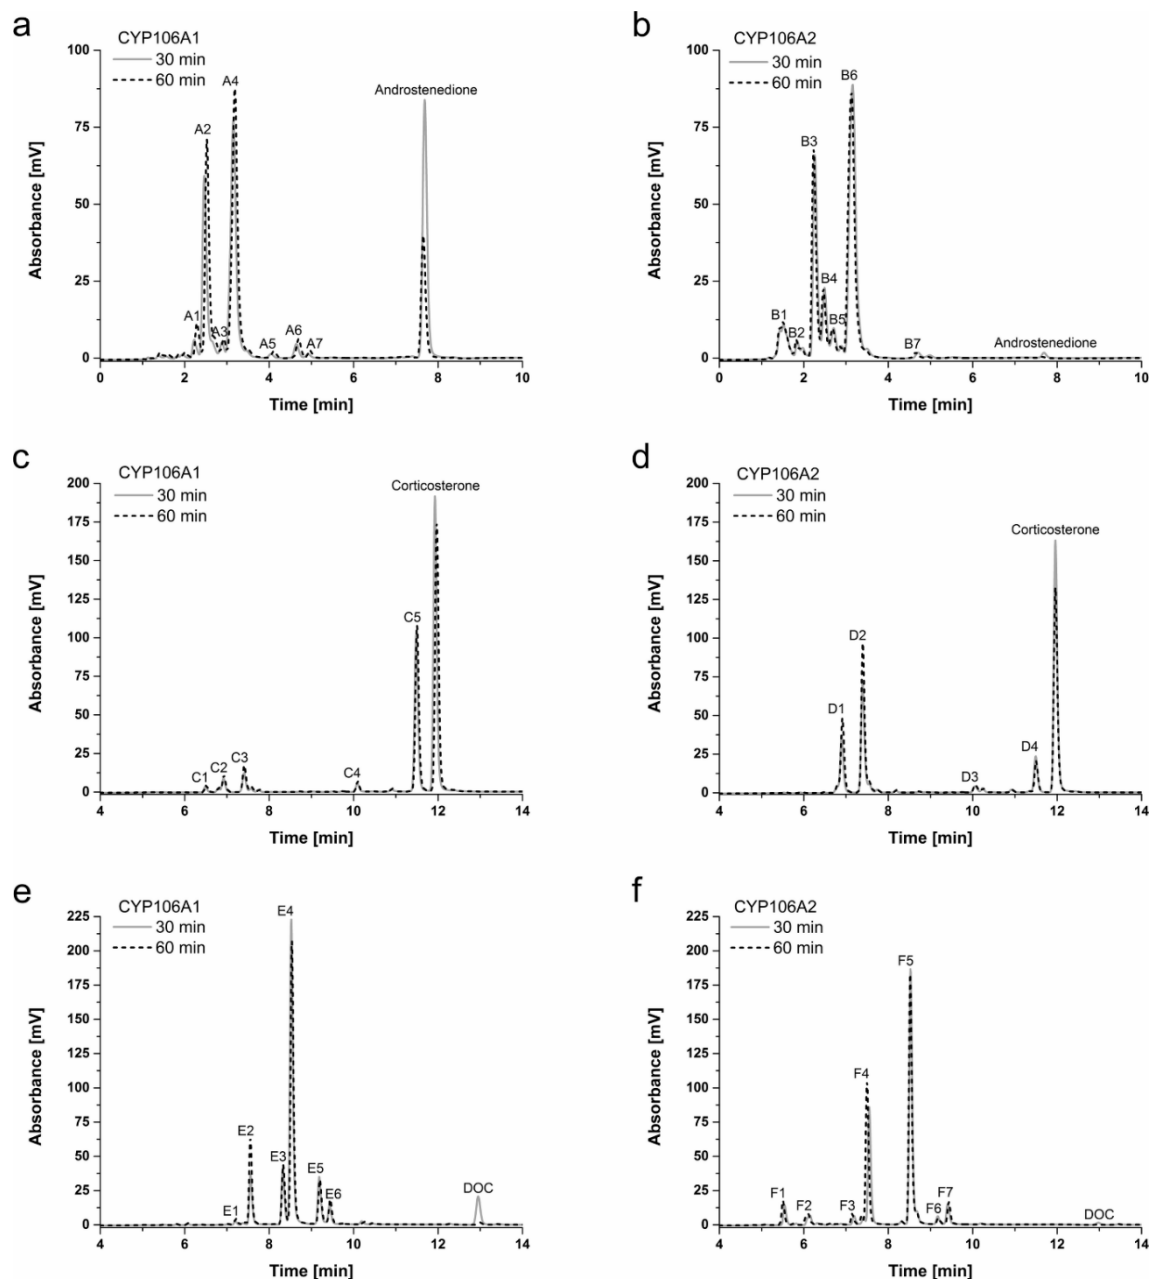 a
CYP106A1
30 min
60 min
100
75
50
25
0
Absorbance [mV]
A1
A2
A3
A4
A5
A6
A7
Androstenedione
0 2 4 6 8 10
Time [min]
b
CYP106A2
30 min
60 min
100
75
50
25
0
Absorbance [mV]
B1
B2
B3
B4
B5
B6
B7
Androstenedione
0 2 4 6 8 10
Time [min]
c
CYP106A1
30 min
60 min
200
175
150
125
100
75
50
25
0
Absorbance [mV]
C1
C2
C3
C4
C5
Corticosterone
4 6 8 10 12 14
Time [min]
d
CYP106A2
30 min
60 min
200
175
150
125
100
75
50
25
0
Absorbance [mV]
D1
D2
D3
D4
Corticosterone
4 6 8 10 12 14
Time [min]
e
CYP106A1
30 min
60 min
225
200
175
150
125
100
75
50
25
0
Absorbance [mV]
E1
E2
E3
E4
E5
E6
DOC
4 6 8 10 12 14
Time [min]
f
CYP106A2
30 min
60 min
225
200
175
150
125
100
75
50
25
0
Absorbance [mV]
F1
F2
F3
F4
F5
F6
F7
DOC
4 6 8 10 12 14
Time [min]